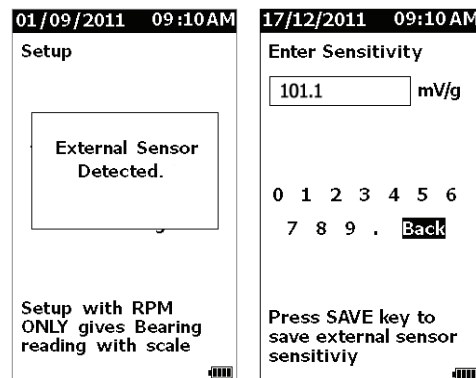 01/09/2011 09:10AM
Setup
External Sensor
Detected.
Setup with RPM
ONLY gives Bearing
reading with scale
17/12/2011 09:10 AM
Enter Sensitivity
101.1 mV/g
0 1 2 3 4 5 6
7 8 9 . Back
Press SAVE key to
save external sensor
sensitiviy